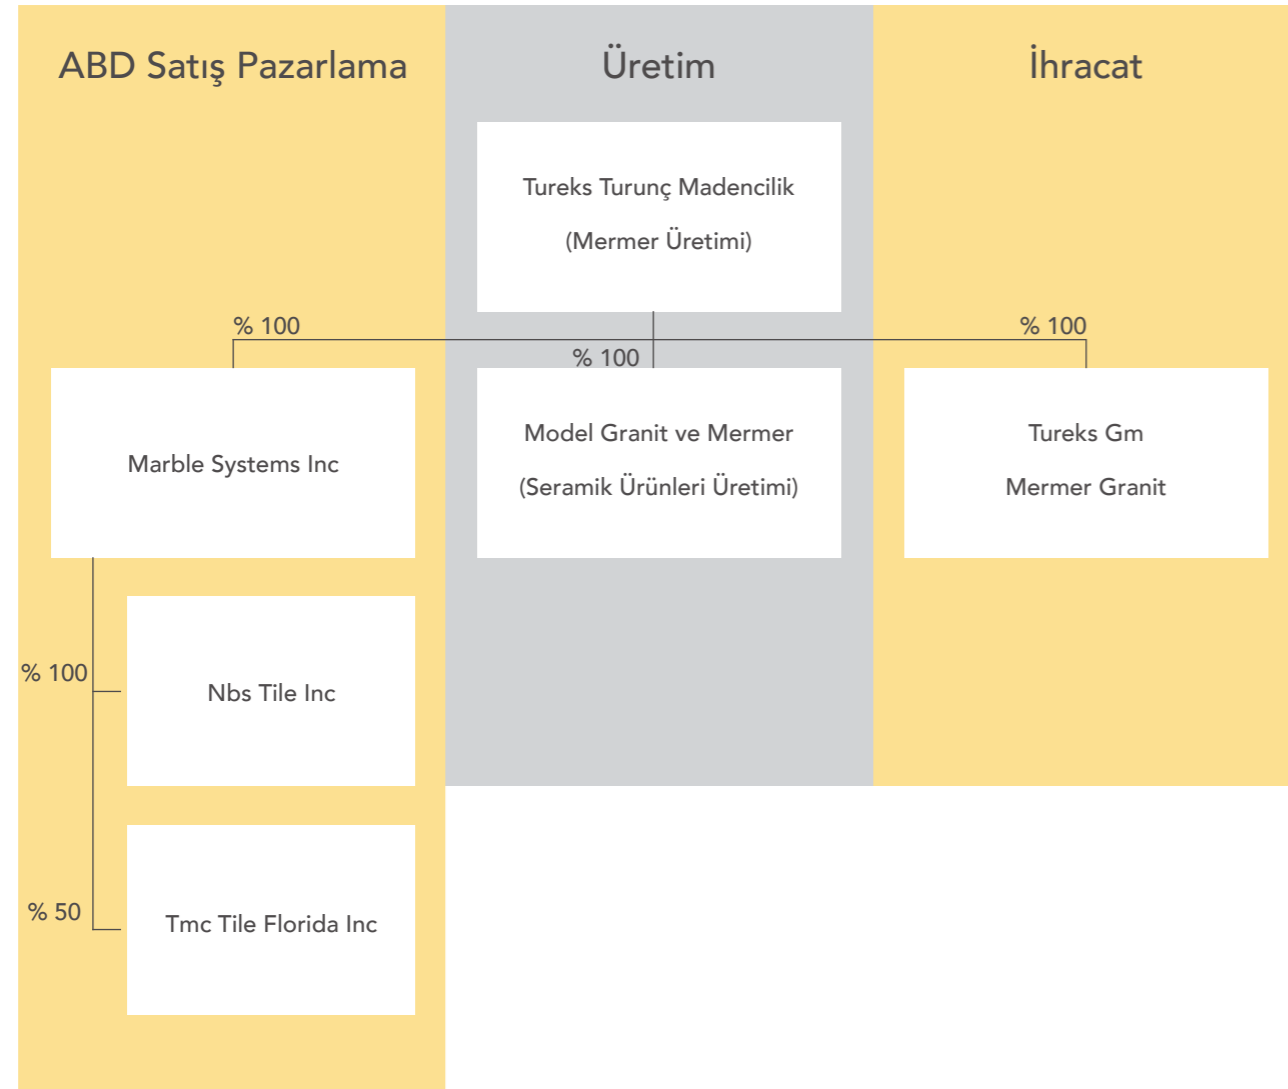 ABD Satış Pazarlama
Üretim
İhracat
Tureks Turunç Madencilik
(Mermer Üretimi)
% 100
% 100
% 100
Marble Systems Inc
Model Granit ve Mermer
(Seramik Ürünleri Üretimi)
Tureks Gm
Mermer Granit
% 100
Nbs Tile Inc
% 50
Tmc Tile Florida Inc